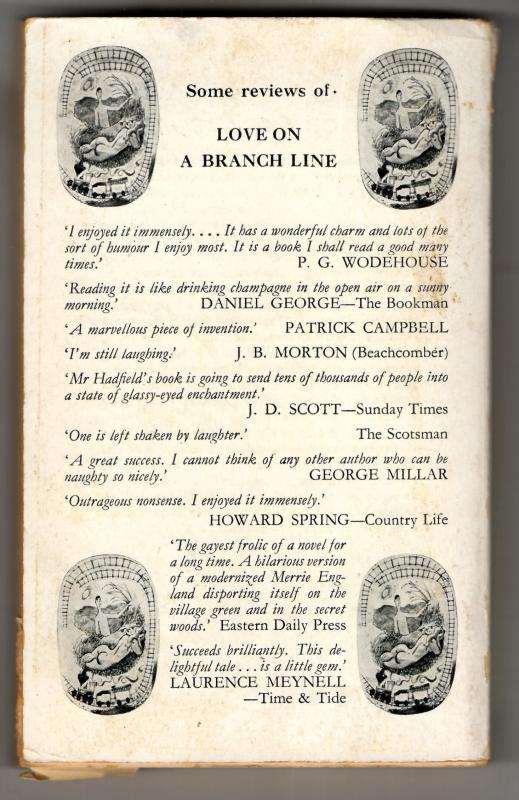 Some reviews of·
LOVE ON
A BRANCH LINE
'I enjoyed it immensely. . . . It has a wonderful charm and lots of the
sort of humour I enjoy most. It is a book I shall read a good many
times.' P. G. WODEHOUSE
'Reading it is like drinking champagne in the open air on a sunny
morning.' DANIEL GEORGE—The Bookman
'A marvellous piece of invention.' PATRICK CAMPBELL
'I'm still laughing.' J. B. MORTON (Beachcomber)
'Mr Hadfield's book is going to send tens of thousands of people into
a state of glassy-eyed enchantment.'
J. D. SCOTT—Sunday Times
'One is left shaken by laughter.' The Scotsman
'A great success. I cannot think of any other author who can be
naughty so nicely.' GEORGE MILLAR
'Outrageous nonsense. I enjoyed it immensely.'
HOWARD SPRING—Country Life
'The gayest frolic of a novel for
a long time. A hilarious version
of a modernized Merrie Eng-
land disporting itself on the
village green and in the secret
woods.' Eastern Daily Press
'Succeeds brilliantly. This de-
lightful tale . . . is a little gem.'
LAURENCE MEYNELL
—Time & Tide